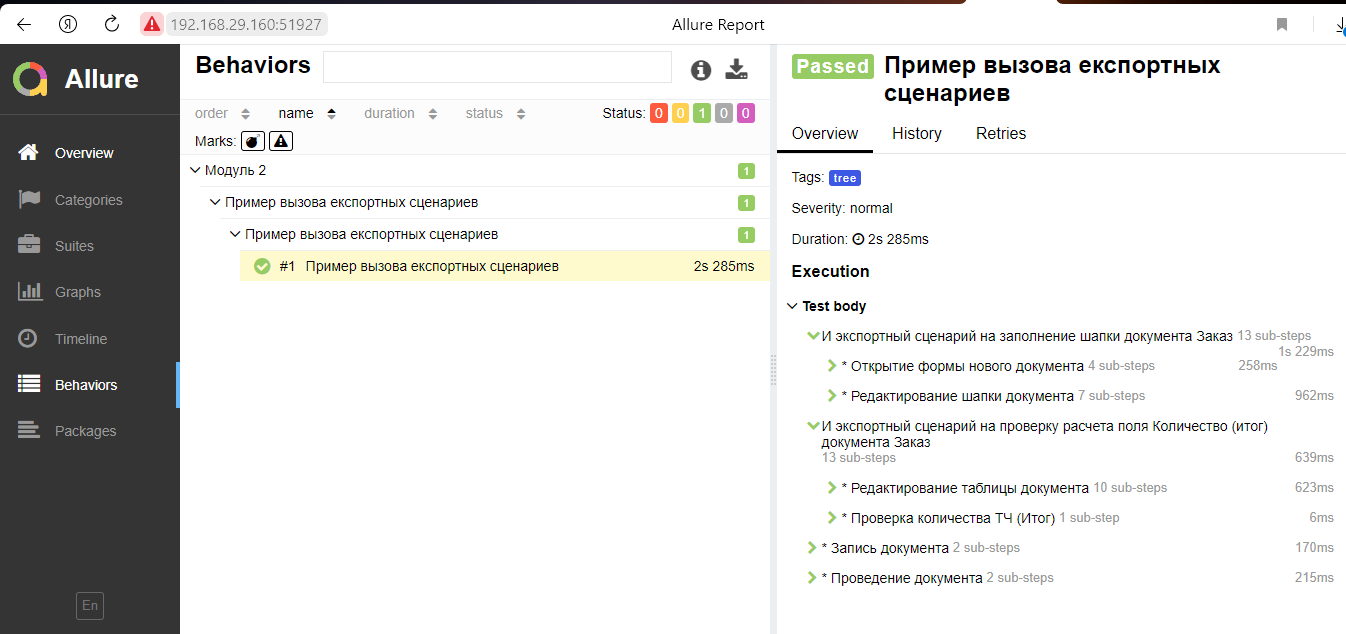 192.168.29.160:51927
Allure Report
Allure
Overview
Categories
Suites
Graphs
Timeline
Behaviors
Packages
En
Behaviors
order name duration status Status: 0 0 1 0 0
Marks:
Модуль 2 1
Пример вызова експортных сценариев 1
Пример вызова експортных сценариев 1
#1 Пример вызова експортных сценариев 2s 285ms
Passed Пример вызова експортных
сценариев
Overview History Retries
Tags: tree
Severity: normal
Duration: 2s 285ms
Execution
Test body
И экспортный сценарий на заполнение шапки документа Заказ 13 sub-steps
1s 229ms
* Открытие формы нового документа 4 sub-steps 258ms
* Редактирование шапки документа 7 sub-steps 962ms
И экспортный сценарий на проверку расчета поля Количество (итог)
документа Заказ
13 sub-steps 639ms
* Редактирование таблицы документа 10 sub-steps 623ms
* Проверка количества ТЧ (Итог) 1 sub-step 6ms
* Запись документа 2 sub-steps 170ms
* Проведение документа 2 sub-steps 215ms